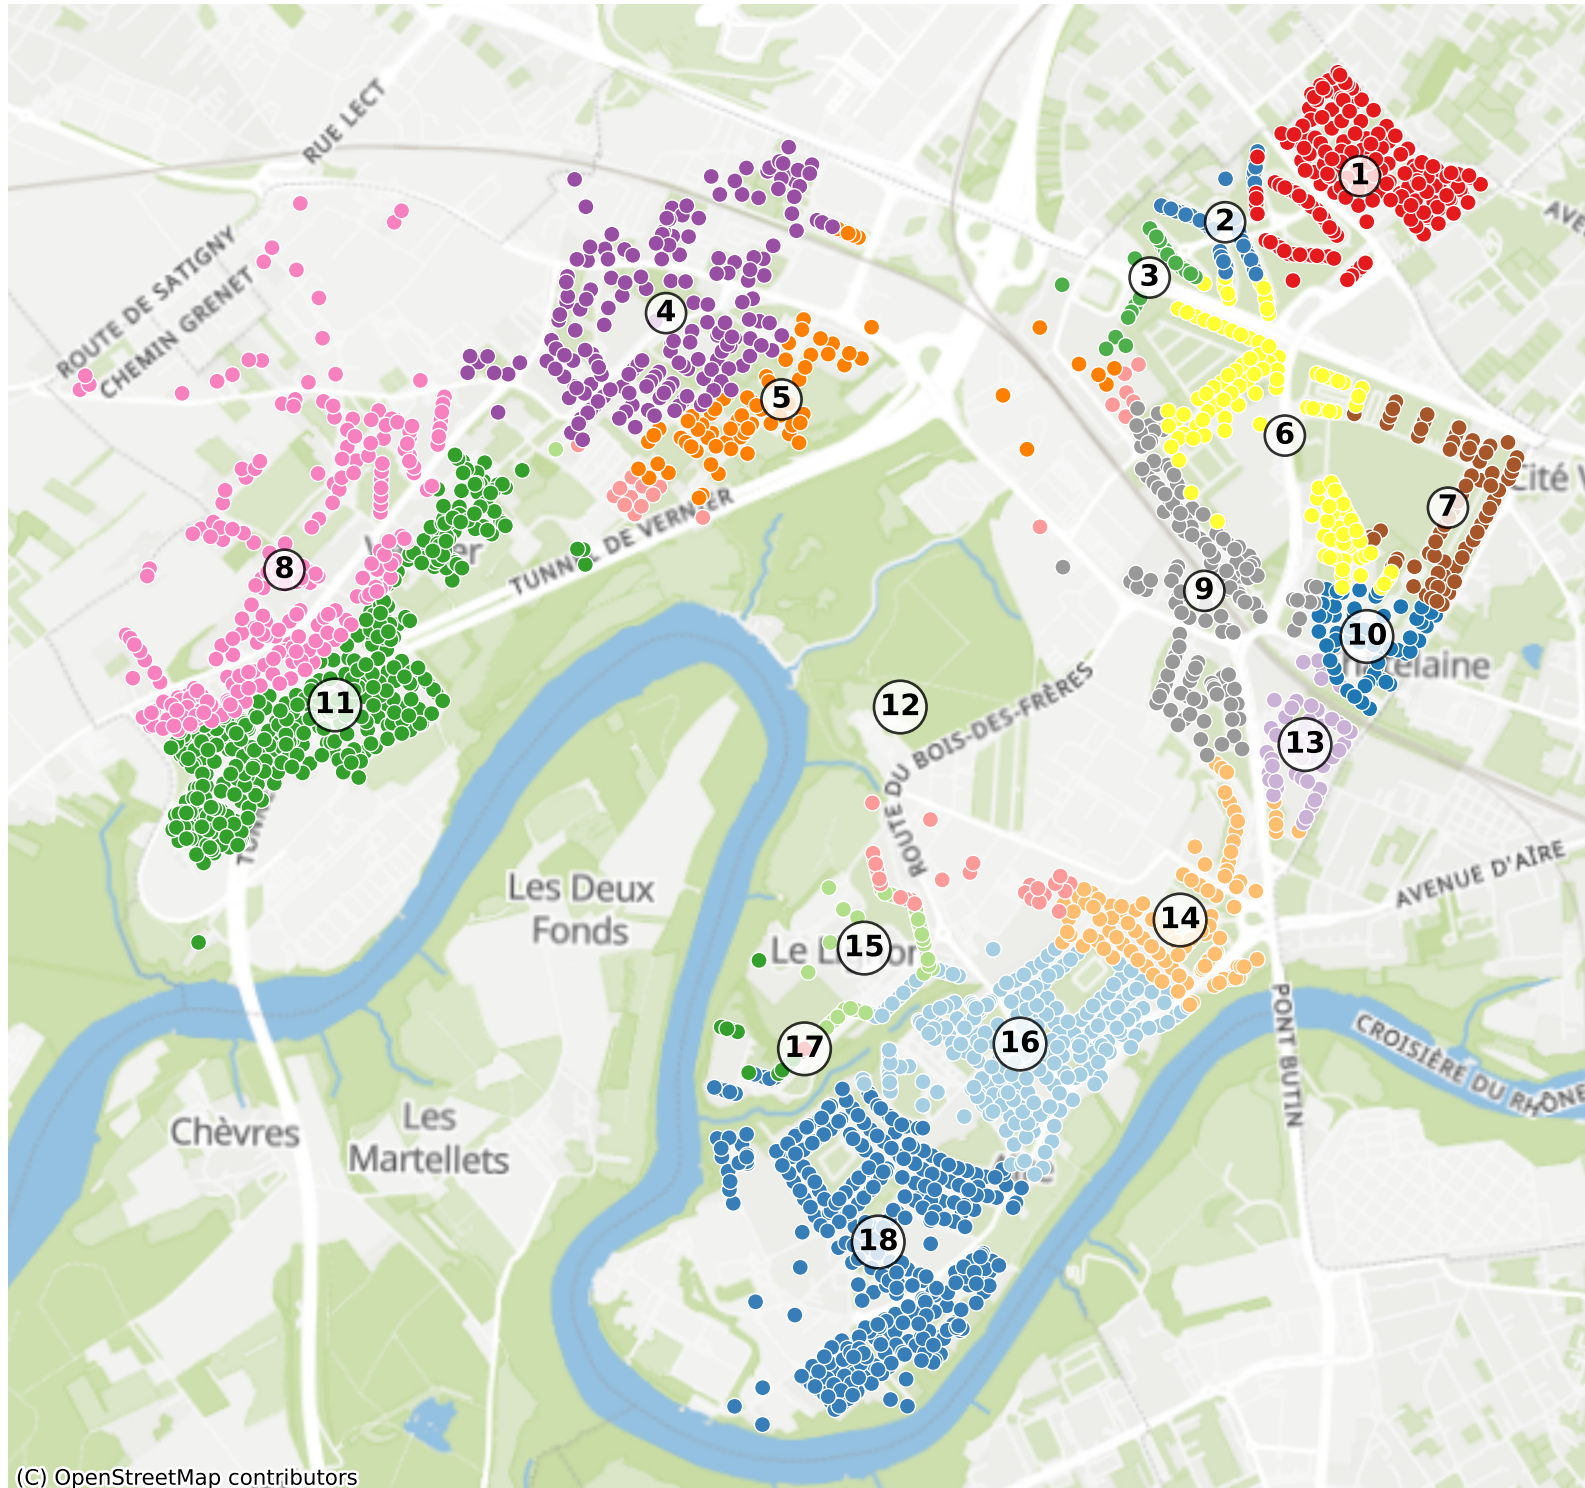 RUE LECT
ROUTE DE SATIGNY
CHEMIN GRENET
1
2
3
4
5
6
7
8
9
10
11
12
13
14
15
16
17
18
TUNNEL DE VERNIER
ROUTE DU BOIS-DES-FRÈRES
Les Deux
Fonds
AVENUE D'AÏRE
PONT BUTIN
CROISIÈRE DU RHÔNE
Chèvres
Les
Martellets
(C) OpenStreetMap contributors